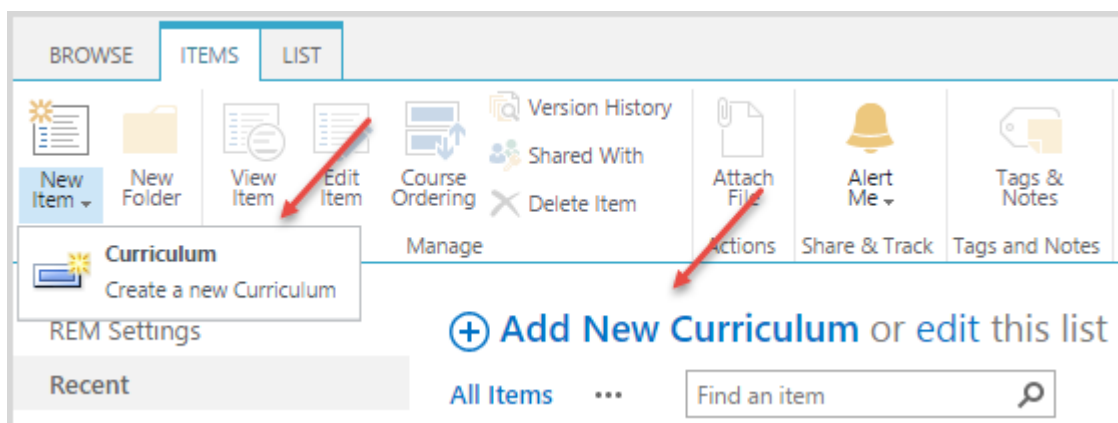 BROWSE ITEMS LIST
New Item
New Folder
View Item
Edit Item
Course Ordering
Version History
Shared With
Delete Item
Attach File
Alert Me
Tags & Notes
Manage
Actions
Share & Track
Tags and Notes
Curriculum
Create a new Curriculum
REM Settings
Recent
Add New Curriculum or edit this list
All Items ...
Find an item